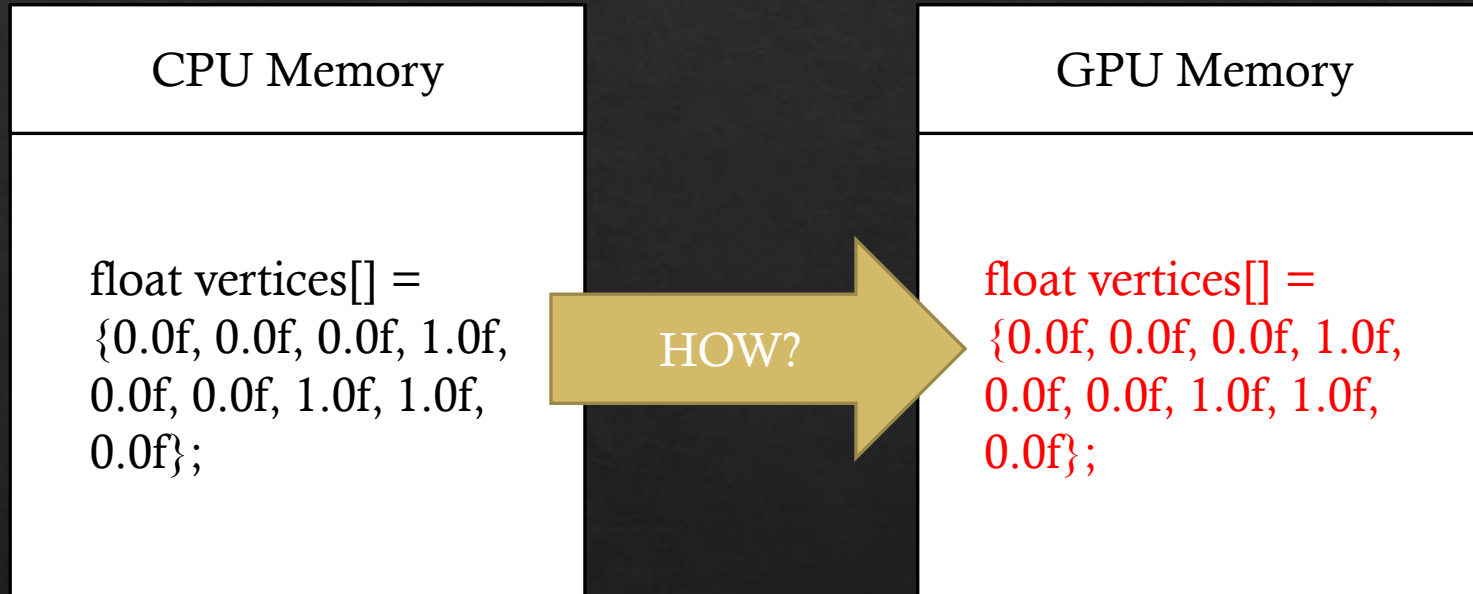 CPU Memory
float vertices[] =
{0.0f, 0.0f, 0.0f, 1.0f,
0.0f, 0.0f, 1.0f, 1.0f,
0.0f};
HOW?
GPU Memory
float vertices[] =
{0.0f, 0.0f, 0.0f, 1.0f,
0.0f, 0.0f, 1.0f, 1.0f,
0.0f};